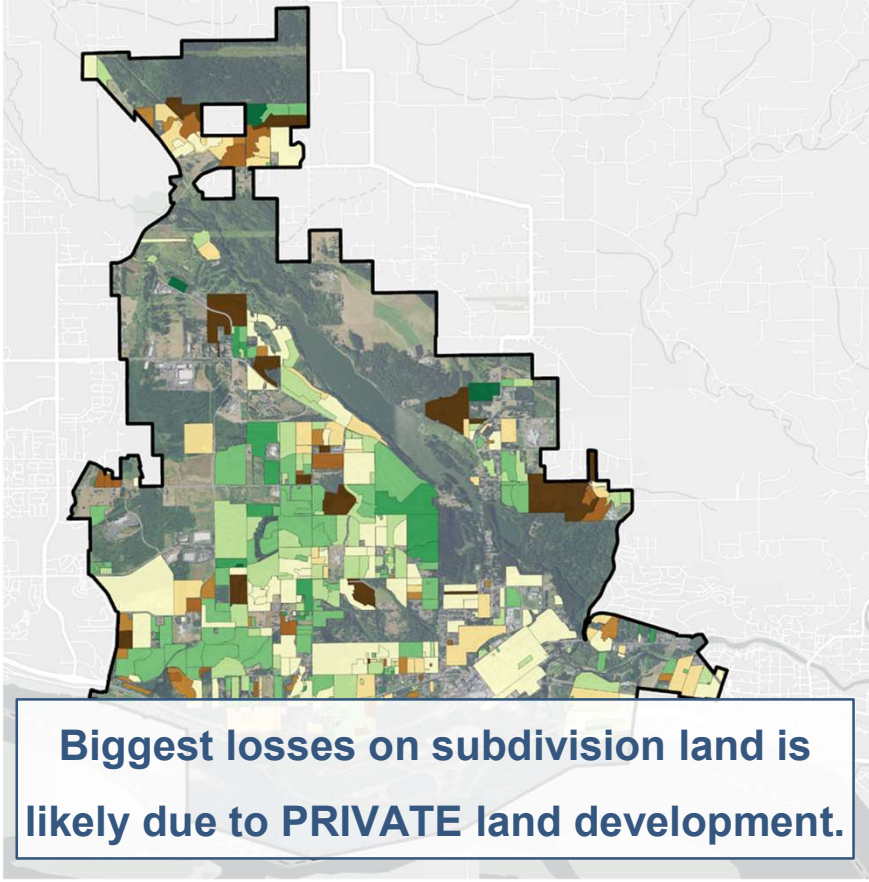 Biggest losses on subdivision land is
likely due to PRIVATE land development.